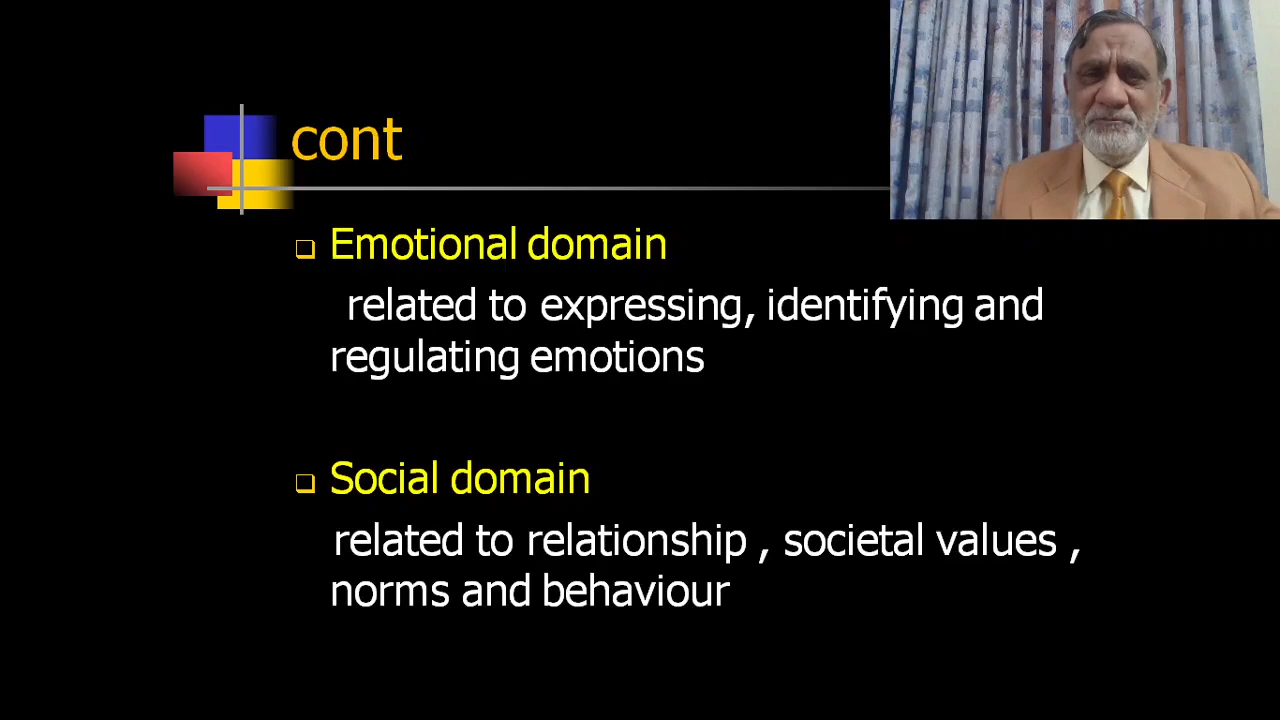 cont
Emotional domain
related to expressing, identifying and
regulating emotions
Social domain
related to relationship , societal values ,
norms and behaviour